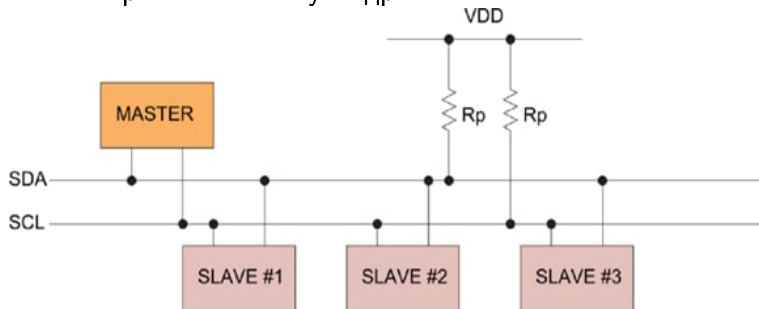 VDD
MASTER
Rp
Rp
SDA
SCL
SLAVE #1
SLAVE #2
SLAVE #3